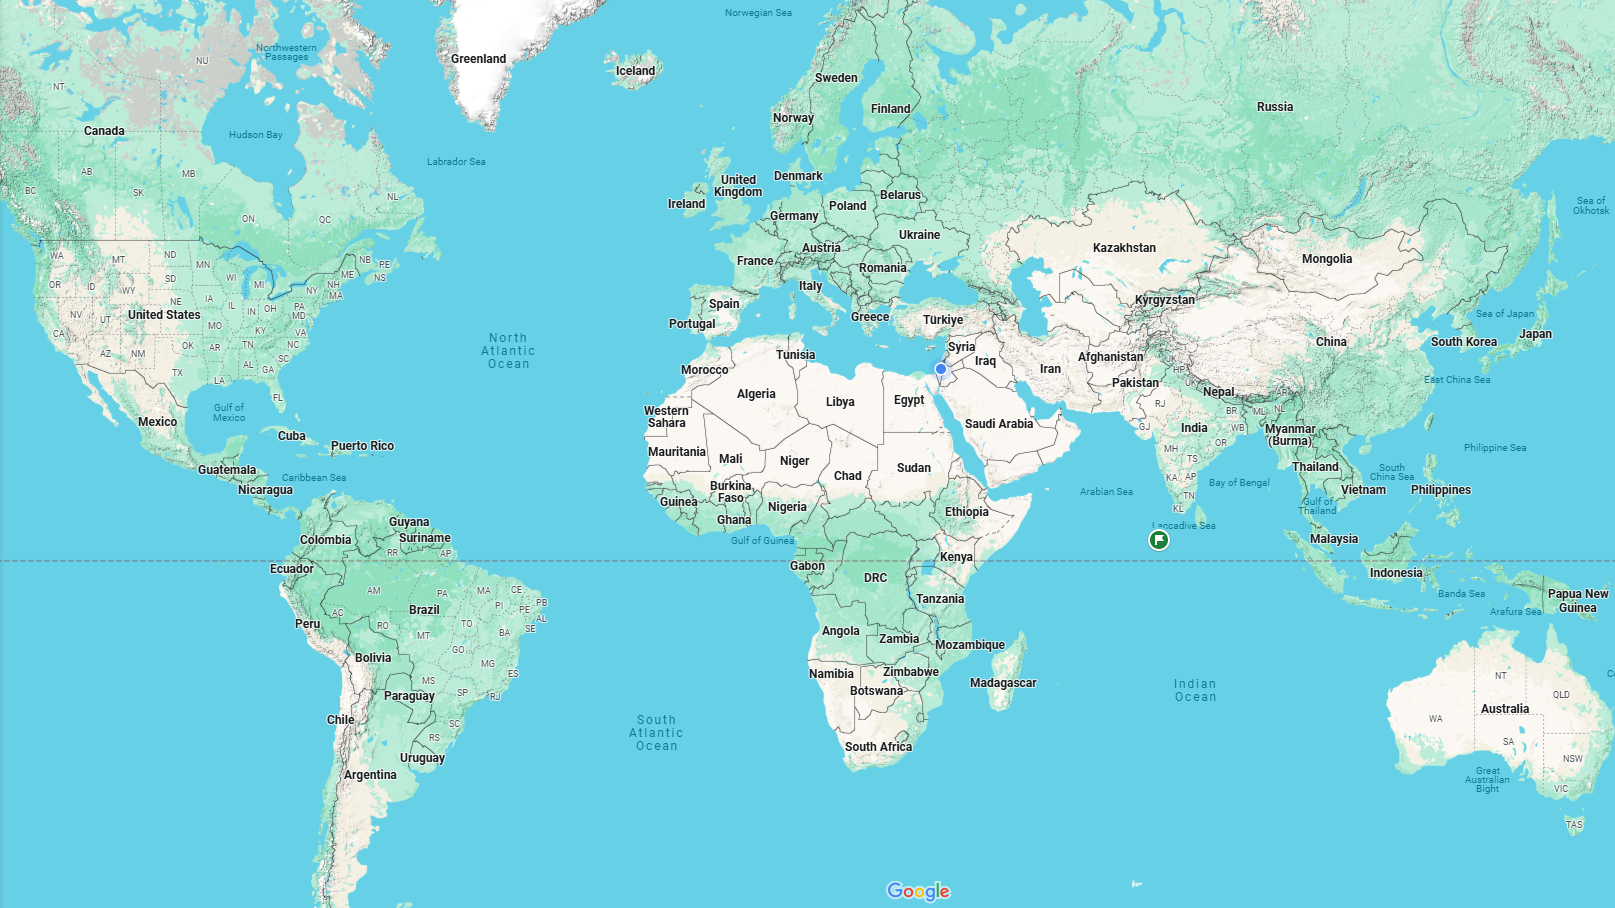 Norwegian Sea
Northwestern
Passages
Greenland
NU
Iceland
Sweden
NT
Finland
Russia
Norway
Canada
Hudson Bay
Labrador Sea
AB
MB
SK
BC
NL
ON
QC
Denmark
United
Kingdom
Ireland
Belarus
Poland
Germany
Ukraine
Austria
France
Romania
Italy
Spain
Portugal
Greece
Türkiye
Kazakhstan
Mongolia
Kyrgyzstan
Sea of
Okhotsk
Sea of Japan
Japan
South Korea
China
East China Sea
WA
MT
ND
MN
OR
ID
WY
SD
WI
MI
NB
PE
ME
NS
NH
NY
MA
NE
IA
IL
IN
OH
PA
MD
NV
UT
United States
MO
KY
VA
CA
AZ
NM
OK
AR
TN
NC
SC
AL
GA
TX
LA
FL
North
Atlantic
Ocean
Tunisia
Morocco
Algeria
Libya
Egypt
Syria
Iraq
Iran
Afghanistan
Pakistan
JK
HP
UK
Nepal
AR
Saudi Arabia
Western
Sahara
Mauritania
Mali
Niger
Chad
Sudan
RJ
GJ
India
BR
WB
ML
NL
OR
MH
TS
KA
AP
TN
KL
Myanmar
(Burma)
Thailand
Vietnam
Philippines
Philippine Sea
South
China Sea
Gulf of
Thailand
Bay of Bengal
Arabian Sea
Laccadive Sea
Gulf of
Mexico
Mexico
Cuba
Puerto Rico
Guatemala
Caribbean Sea
Nicaragua
Guyana
Suriname
Colombia
RR
AP
Ecuador
Burkina
Faso
Guinea
Ghana
Nigeria
Gulf of Guinea
Ethiopia
Kenya
Gabon
DRC
Tanzania
Malaysia
Indonesia
Banda Sea
Arafura Sea
Papua New
Guinea
AM
PA
MA
CE
PB
PI
PE
AL
SE
AC
Brazil
RO
TO
BA
MT
Peru
GO
Bolivia
MG
MS
ES
Paraguay
SP
RJ
SC
RS
Chile
Uruguay
Argentina
Angola
Zambia
Mozambique
Namibia
Zimbabwe
Botswana
Madagascar
South Africa
South
Atlantic
Ocean
Indian
Ocean
NT
QLD
Australia
WA
SA
NSW
Great
Australian
Bight
VIC
TAS
Google